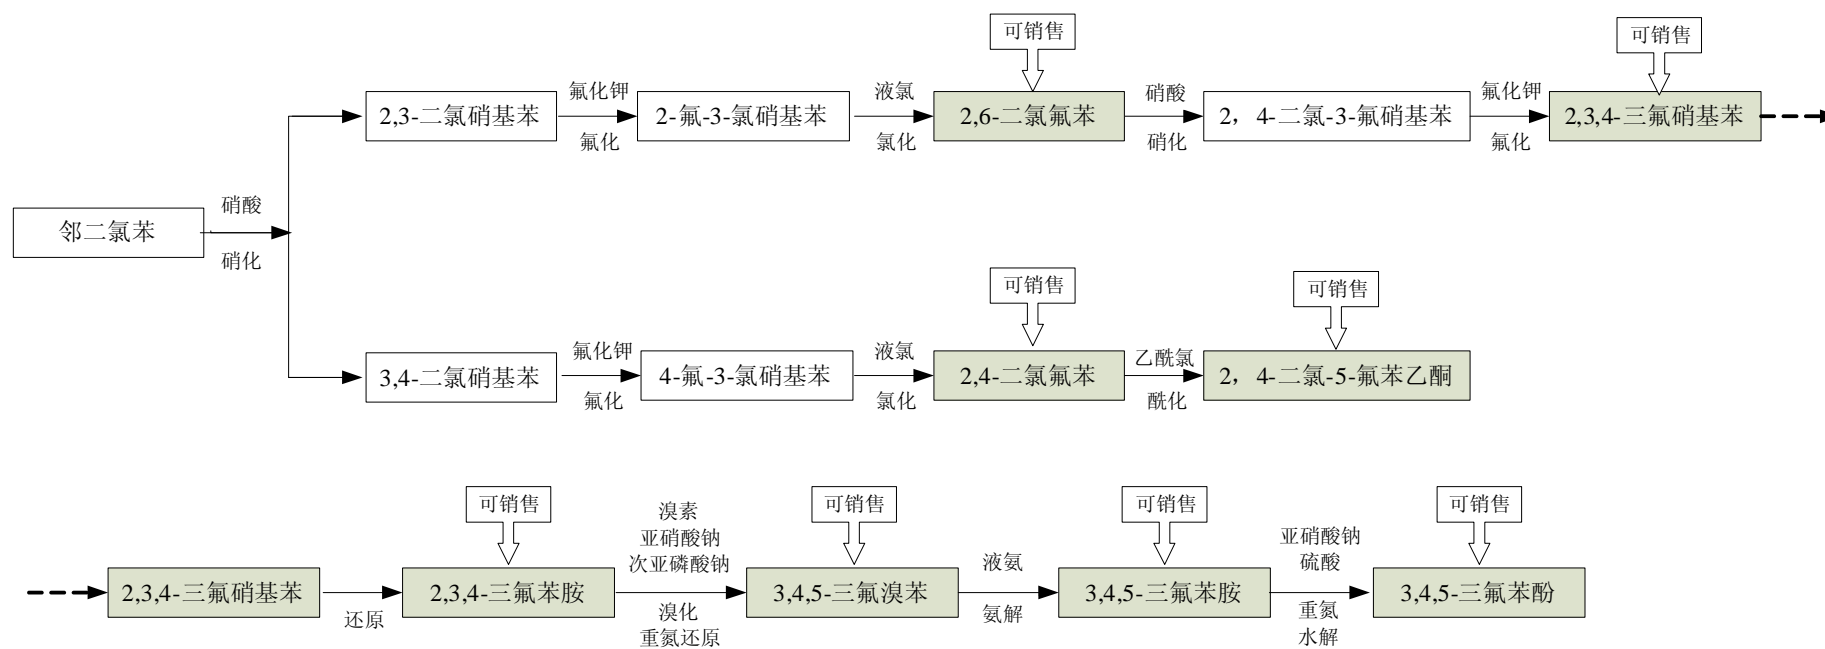 可销售
可销售
氟化钾
液氯
硝酸
氟化钾
2,3-二氯硝基苯
2-氟-3-氯硝基苯
2,6-二氯氟苯
2，4-二氯-3-氟硝基苯
2,3,4-三氟硝基苯
氟化
氯化
硝化
氟化
硝酸
邻二氯苯
硝化
可销售
可销售
氟化钾
液氯
乙酰氯
3,4-二氯硝基苯
4-氟-3-氯硝基苯
2,4-二氯氟苯
2，4-二氯-5-氟苯乙酮
氟化
氯化
酰化
可销售
可销售
可销售
可销售
溴素
亚硝酸钠
次亚磷酸钠
液氨
亚硝酸钠
硫酸
2,3,4-三氟硝基苯
2,3,4-三氟苯胺
3,4,5-三氟溴苯
3,4,5-三氟苯胺
3,4,5-三氟苯酚
还原
溴化
重氮还原
氨解
重氮
水解